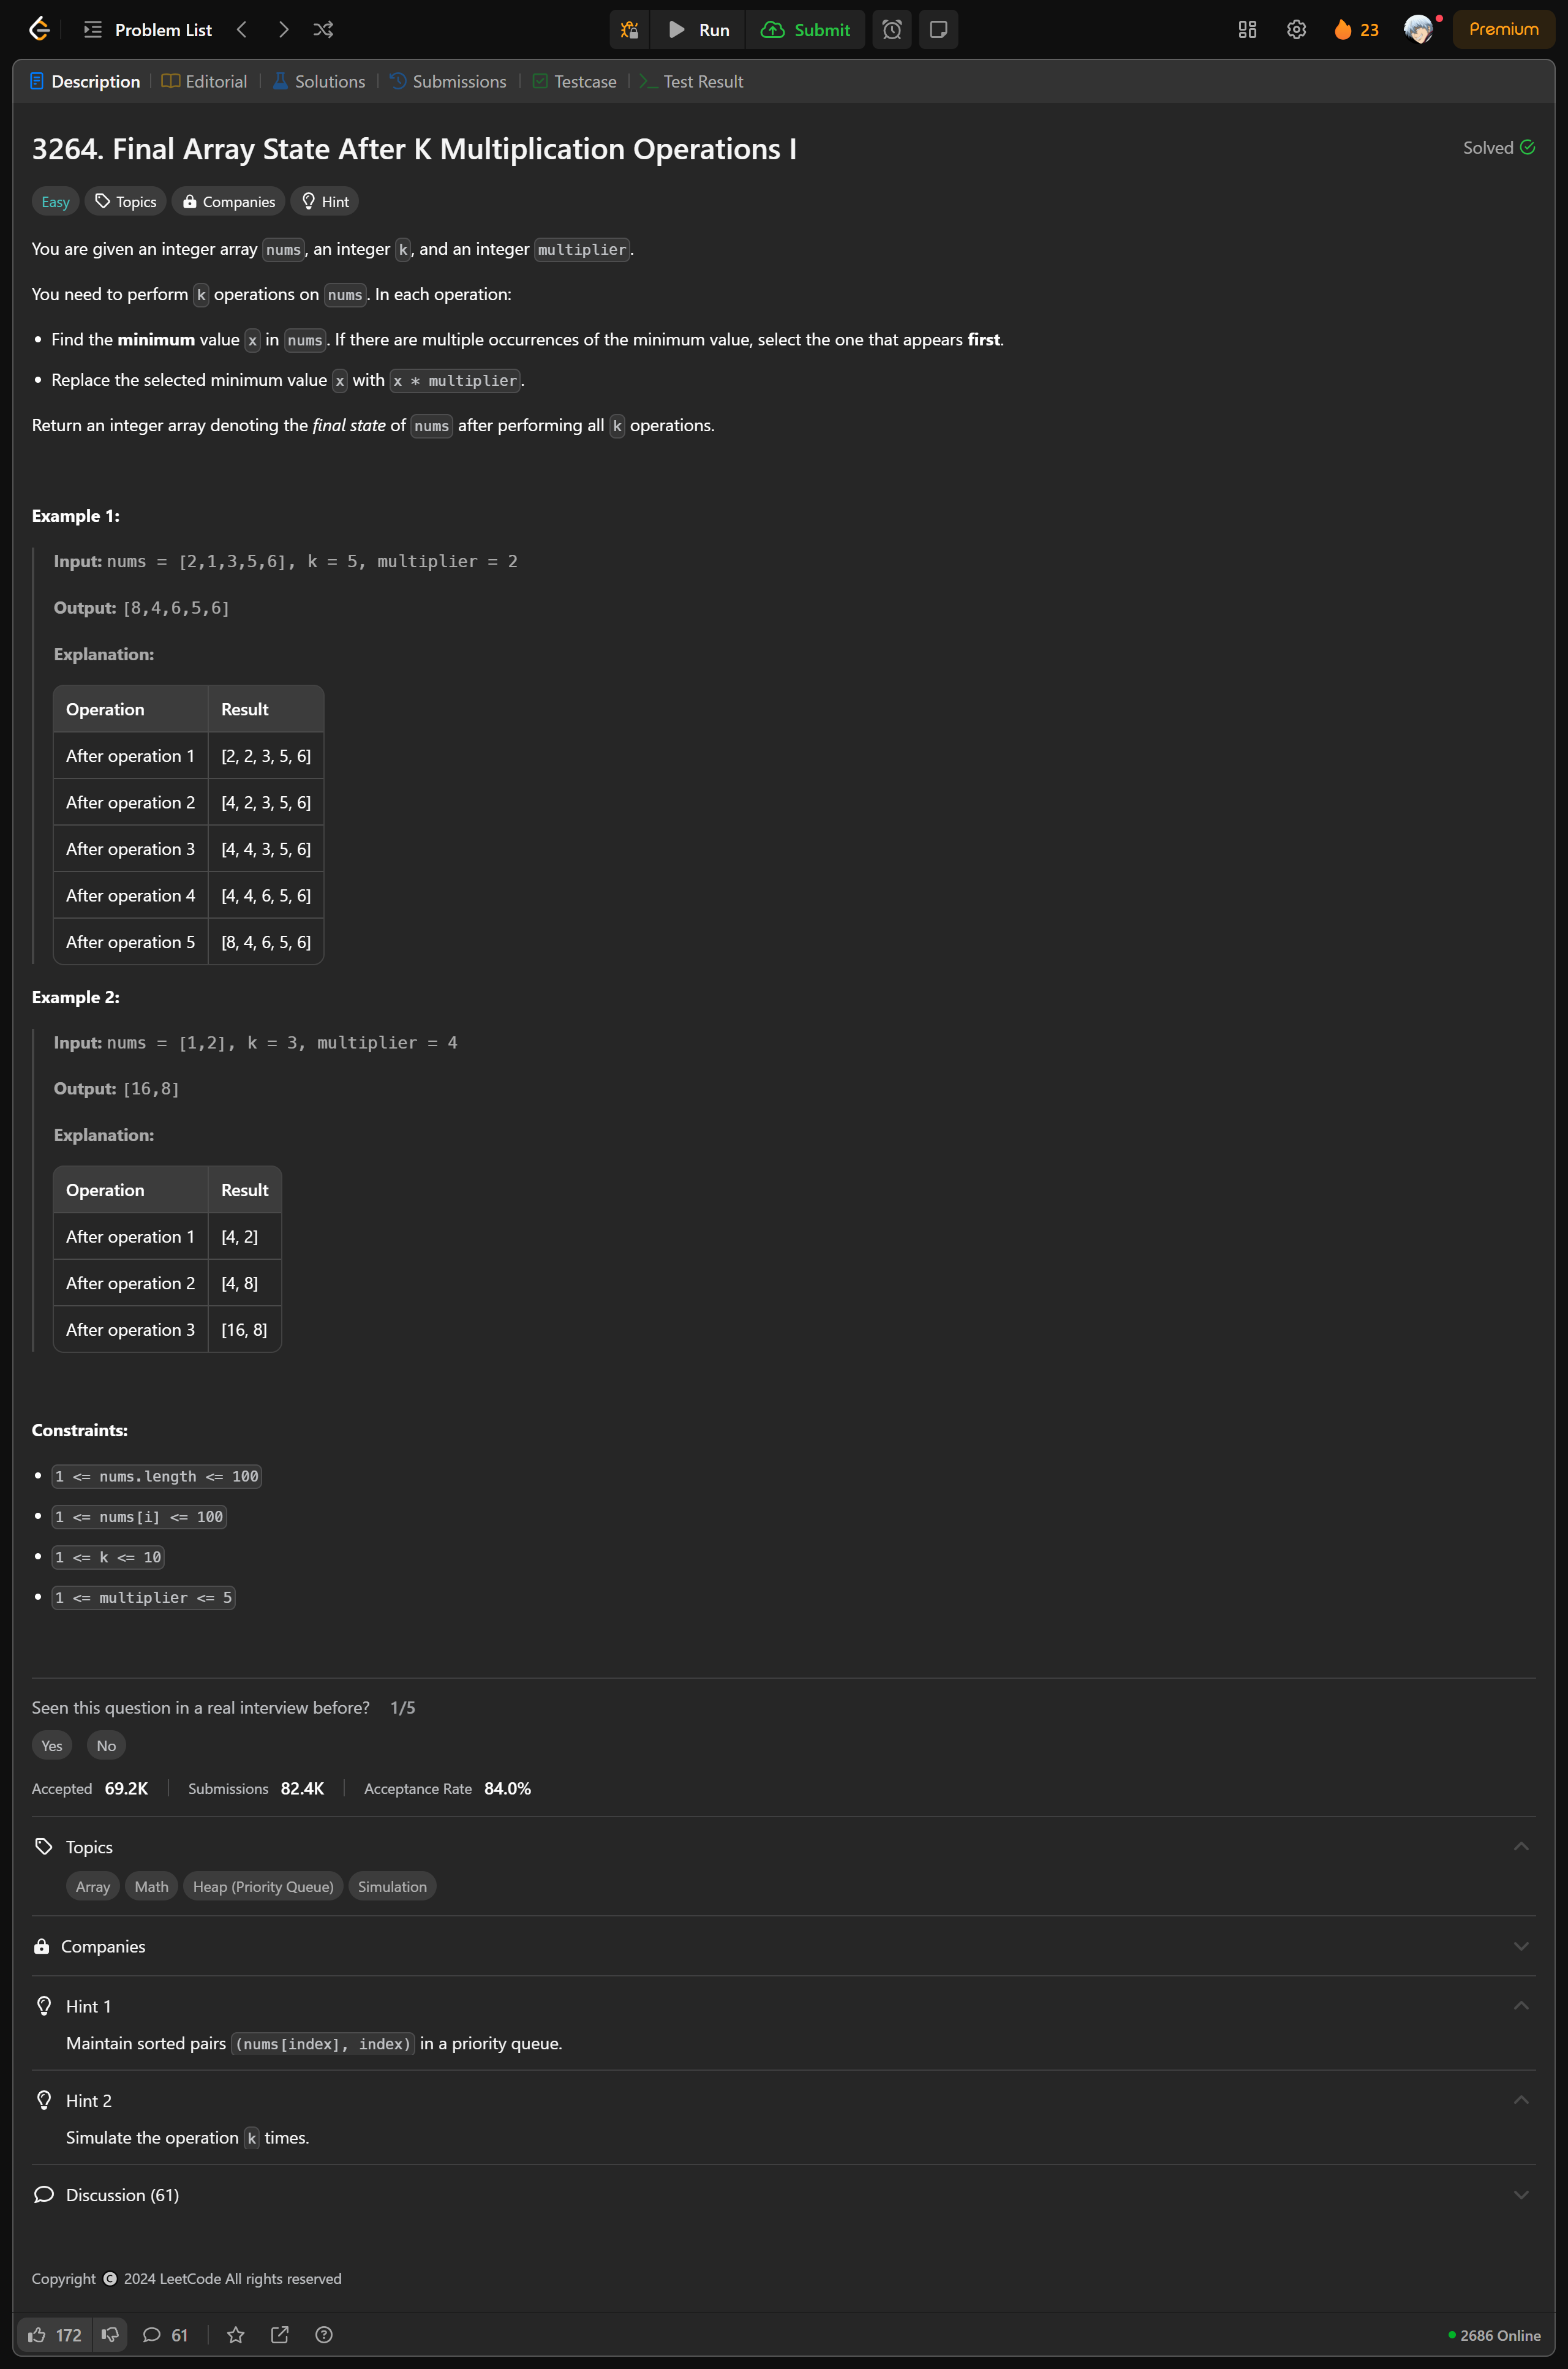 Problem List
Run
Submit
23
Premium
Description
Editorial
Solutions
Submissions
Testcase
Test Result
3264. Final Array State After K Multiplication Operations I
Solved
Easy
Topics
Companies
Hint
You are given an integer array nums, an integer k, and an integer multiplier.
You need to perform k operations on nums. In each operation:
• Find the minimum value x in nums. If there are multiple occurrences of the minimum value, select the one that appears first.
• Replace the selected minimum value x with x * multiplier.
Return an integer array denoting the final state of nums after performing all k operations.
Example 1:
Input: nums = [2,1,3,5,6], k = 5, multiplier = 2
Output: [8,4,6,5,6]
Explanation:
Operation Result
After operation 1 [2, 2, 3, 5, 6]
After operation 2 [4, 2, 3, 5, 6]
After operation 3 [4, 4, 3, 5, 6]
After operation 4 [4, 4, 6, 5, 6]
After operation 5 [8, 4, 6, 5, 6]
Example 2:
Input: nums = [1,2], k = 3, multiplier = 4
Output: [16,8]
Explanation:
Operation Result
After operation 1 [4, 2]
After operation 2 [4, 8]
After operation 3 [16, 8]
Constraints:
• 1 <= nums.length <= 100
• 1 <= nums[i] <= 100
• 1 <= k <= 10
• 1 <= multiplier <= 5
Seen this question in a real interview before? 1/5
Yes No
Accepted 69.2K Submissions 82.4K Acceptance Rate 84.0%
Topics
Array Math Heap (Priority Queue) Simulation
Companies
Hint 1
Maintain sorted pairs (nums[index], index) in a priority queue.
Hint 2
Simulate the operation k times.
Discussion (61)
Copyright © 2024 LeetCode All rights reserved
172
61
2686 Online